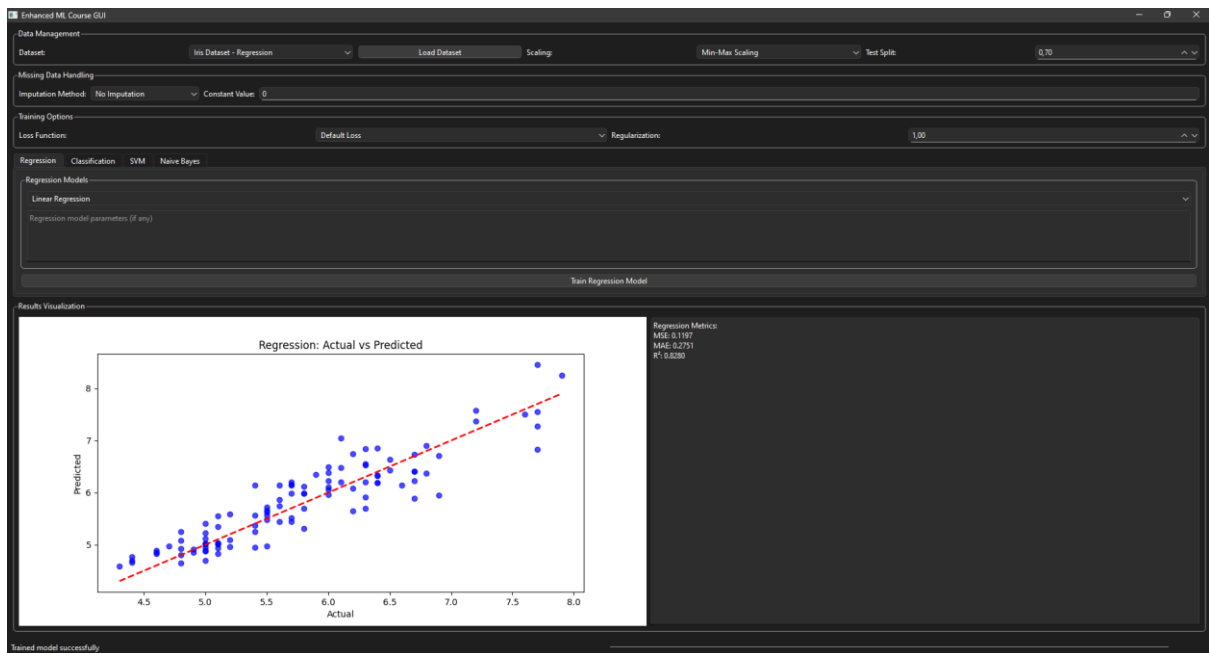 Enhanced ML Course GUI
Data Management
Dataset: Iris Dataset - Regression Load Dataset Scaling: Min-Max Scaling Test Split: 0,70
Missing Data Handling
Imputation Method: No Imputation Constant Value: 0
Training Options
Loss Function: Default Loss Regularization: 1,00
Regression Classification SVM Naive Bayes
Regression Models
Linear Regression
Regression model parameters (if any)
Train Regression Model
Results Visualization
Regression: Actual vs Predicted
8
7
6
5
Predicted
4.5 5.0 5.5 6.0 6.5 7.0 7.5 8.0
Actual
Regression Metrics:
MSE: 0.1197
MAE: 0.2751
R²: 0.8280
Trained model successfully